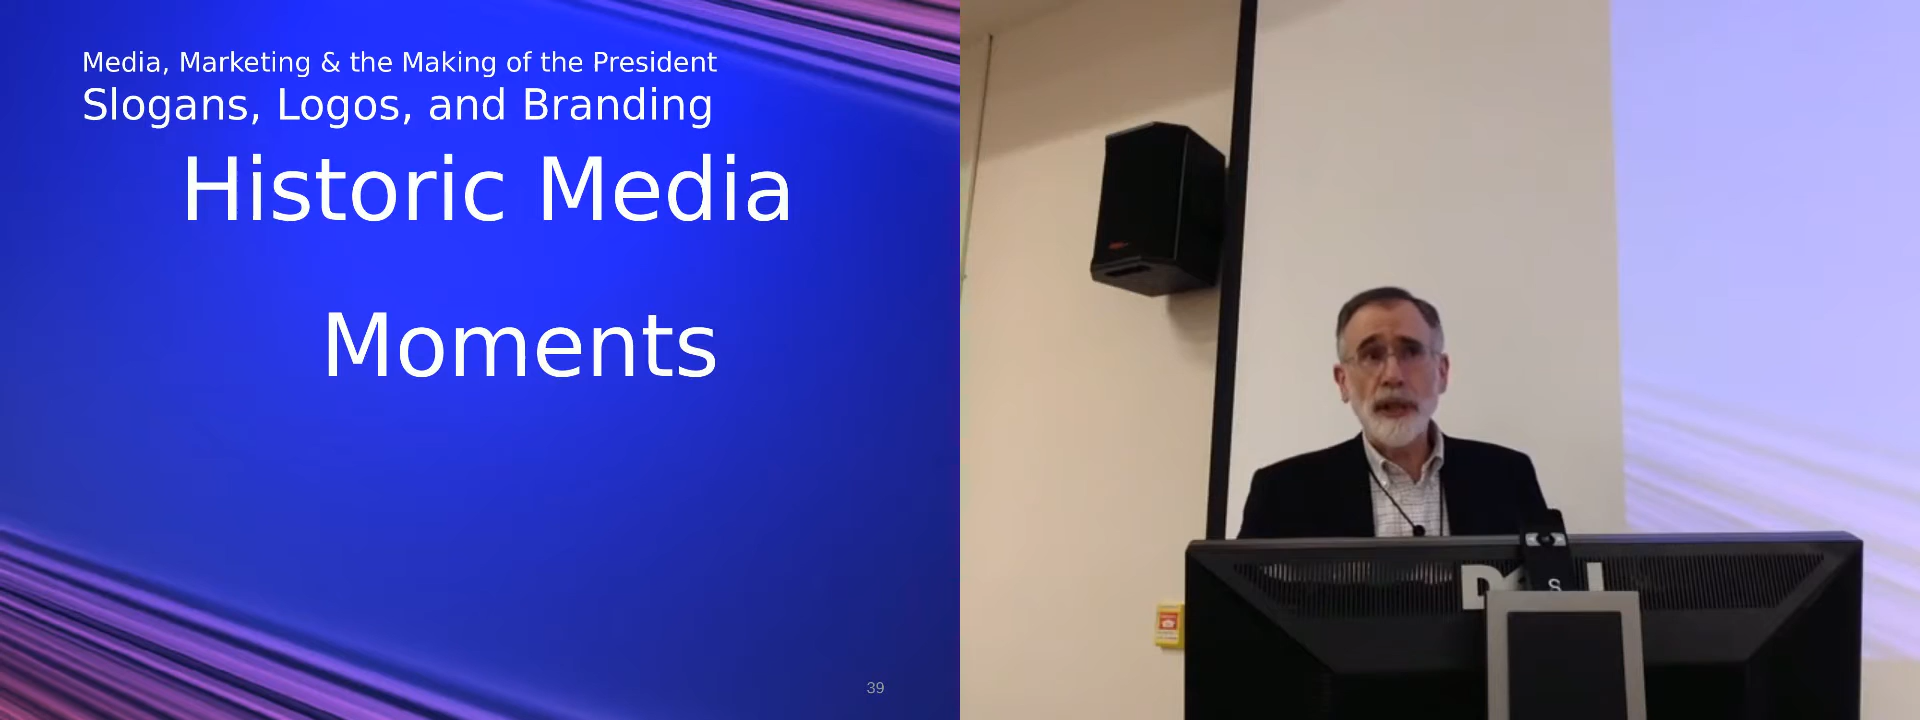 Media, Marketing & the Making of the President
Slogans, Logos, and Branding
Historic Media
Moments
39
S